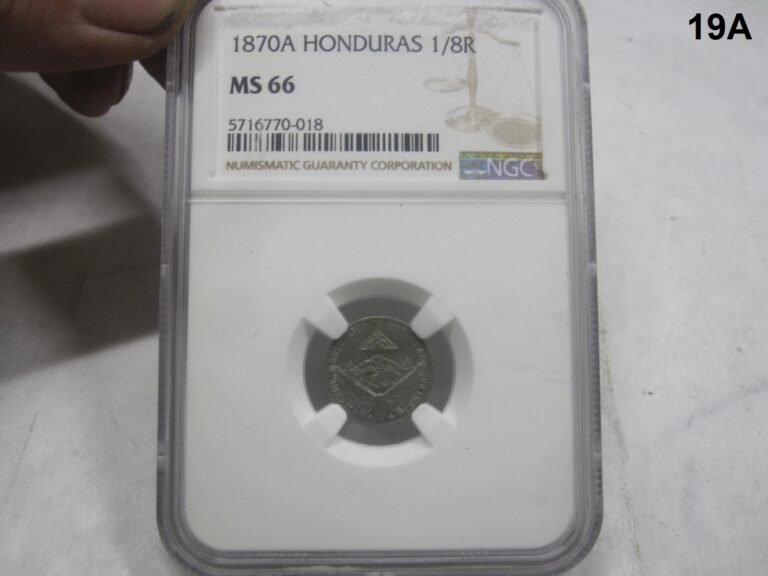 19A
1870A HONDURAS 1/8R
MS 66
5716770-018
NUMISMATIC GUARANTY CORPORATION
NGC